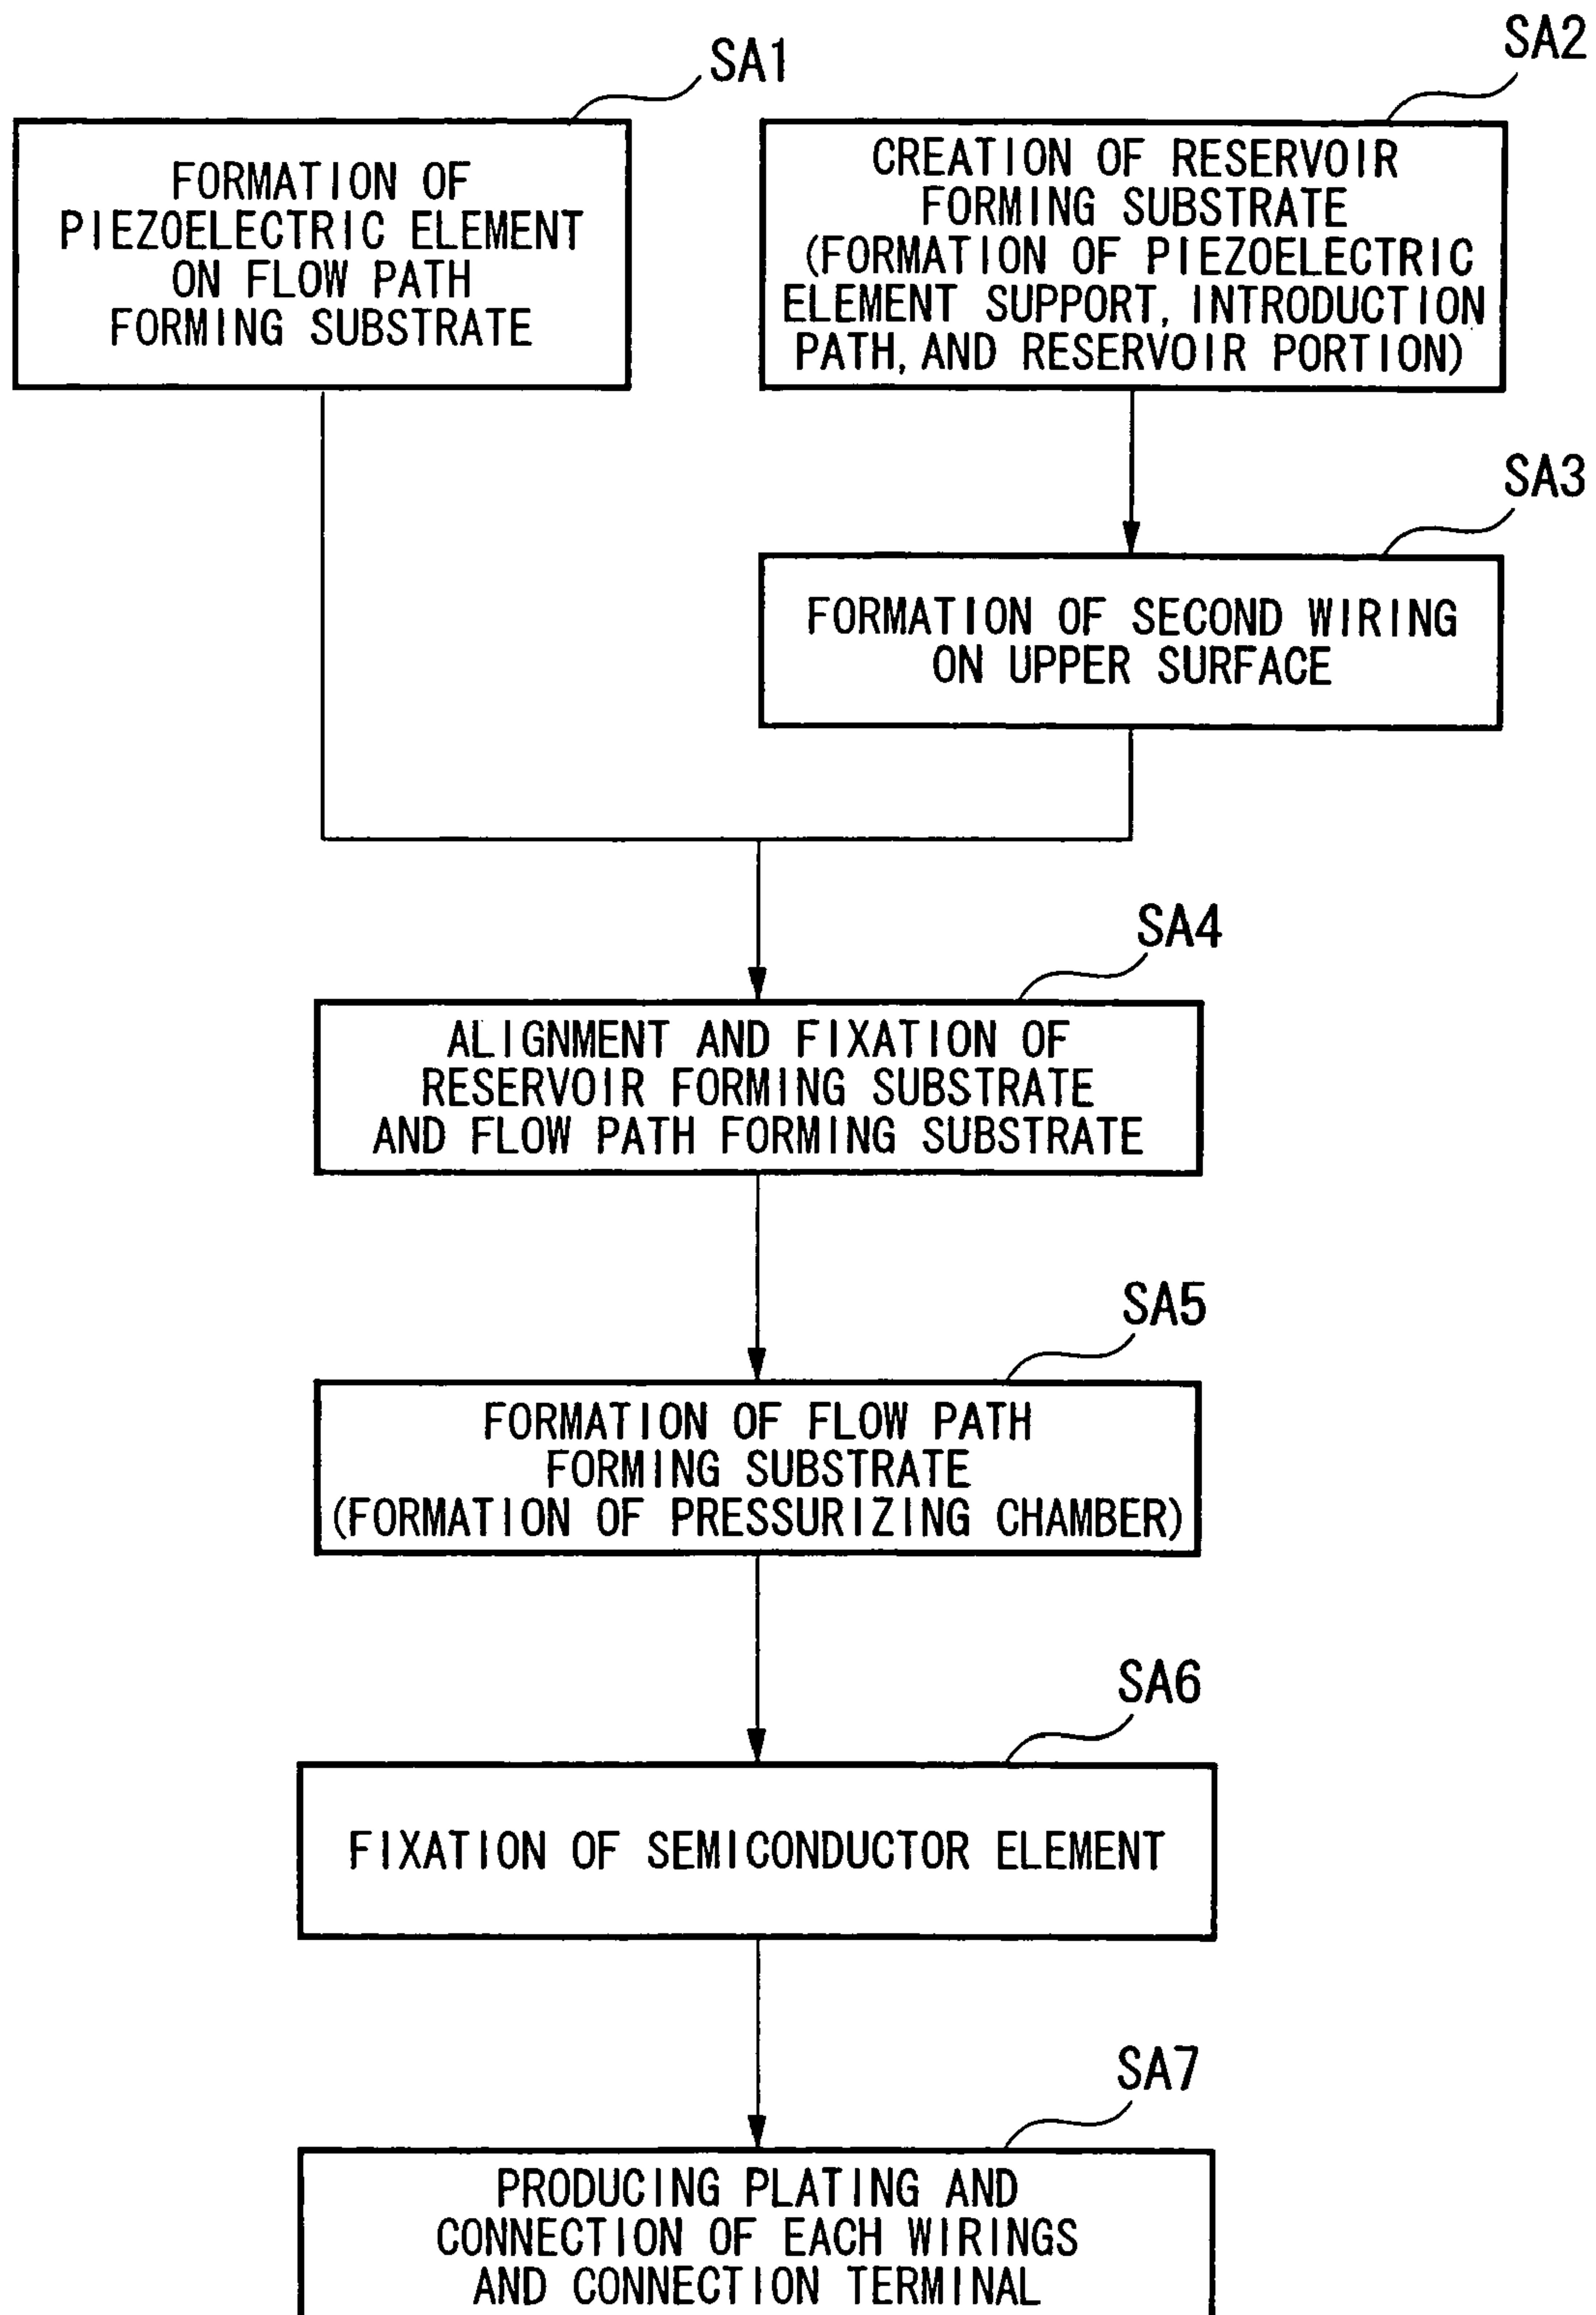 SA1
FORMATION OF
PIEZOELECTRIC ELEMENT
ON FLOW PATH
FORMING SUBSTRATE
SA2
CREATION OF RESERVOIR
FORMING SUBSTRATE
(FORMATION OF PIEZOELECTRIC
ELEMENT SUPPORT, INTRODUCTION
PATH, AND RESERVOIR PORTION)
SA3
FORMATION OF SECOND WIRING
ON UPPER SURFACE
SA4
ALIGNMENT AND FIXATION OF
RESERVOIR FORMING SUBSTRATE
AND FLOW PATH FORMING SUBSTRATE
SA5
FORMATION OF FLOW PATH
FORMING SUBSTRATE
(FORMATION OF PRESSURIZING CHAMBER)
SA6
FIXATION OF SEMICONDUCTOR ELEMENT
SA7
PRODUCING PLATING AND
CONNECTION OF EACH WIRINGS
AND CONNECTION TERMINAL